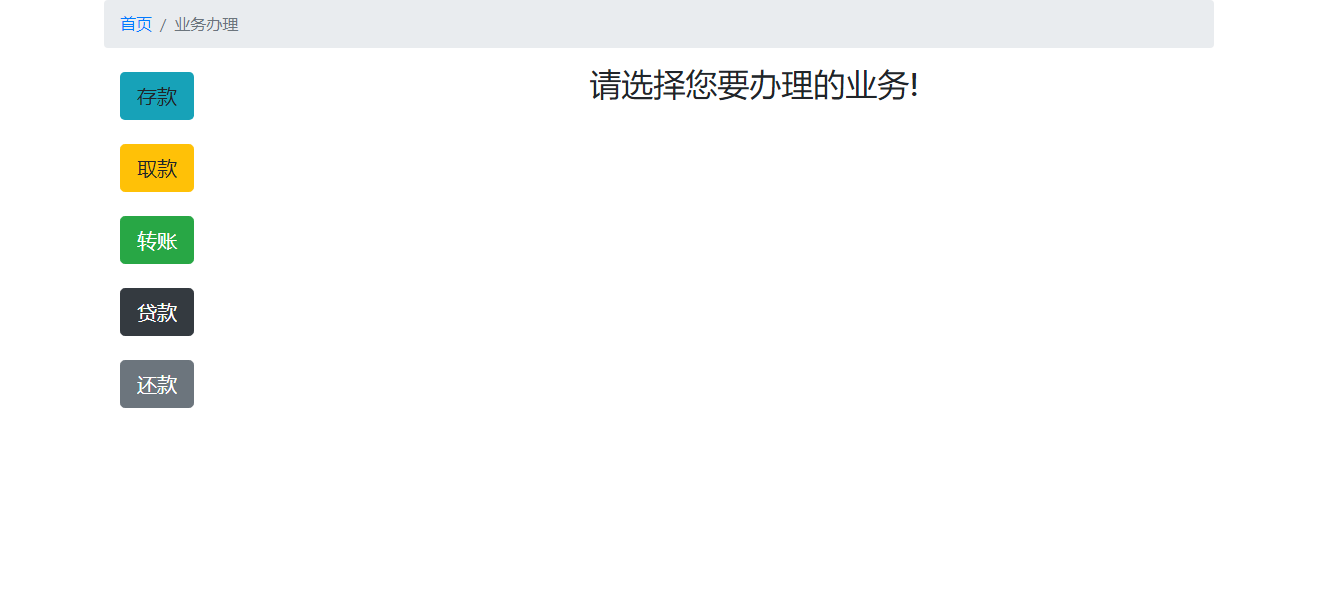 首页 / 业务办理
请选择您要办理的业务!
存款
取款
转账
贷款
还款